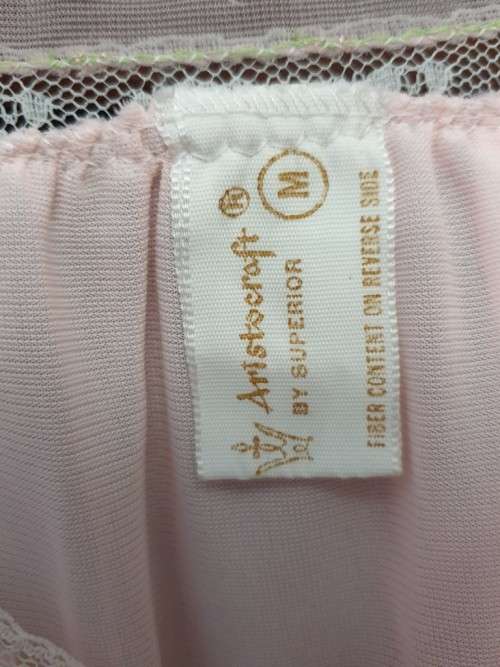 M
Aristocraft ®
BY SUPERIOR
FIBER CONTENT ON REVERSE SIDE